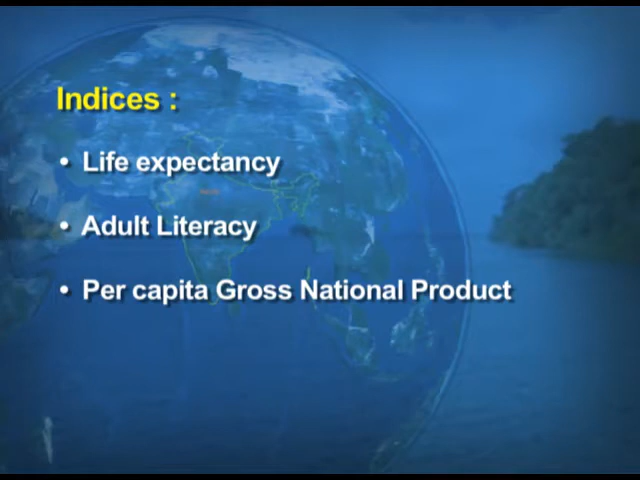 Indices :
• Life expectancy
• Adult Literacy
• Per capita Gross National Product